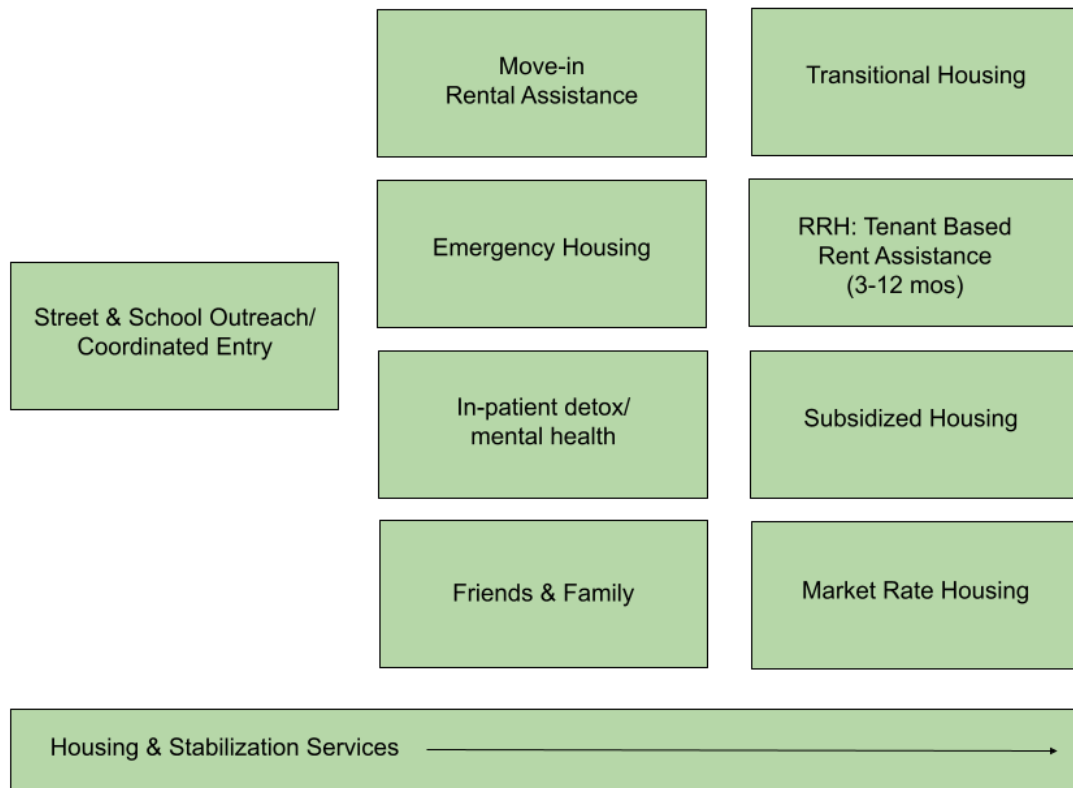 Move-in
Rental Assistance
Transitional Housing
Emergency Housing
RRH: Tenant Based
Rent Assistance
(3-12 mos)
Street & School Outreach/
Coordinated Entry
In-patient detox/
mental health
Subsidized Housing
Friends & Family
Market Rate Housing
Housing & Stabilization Services